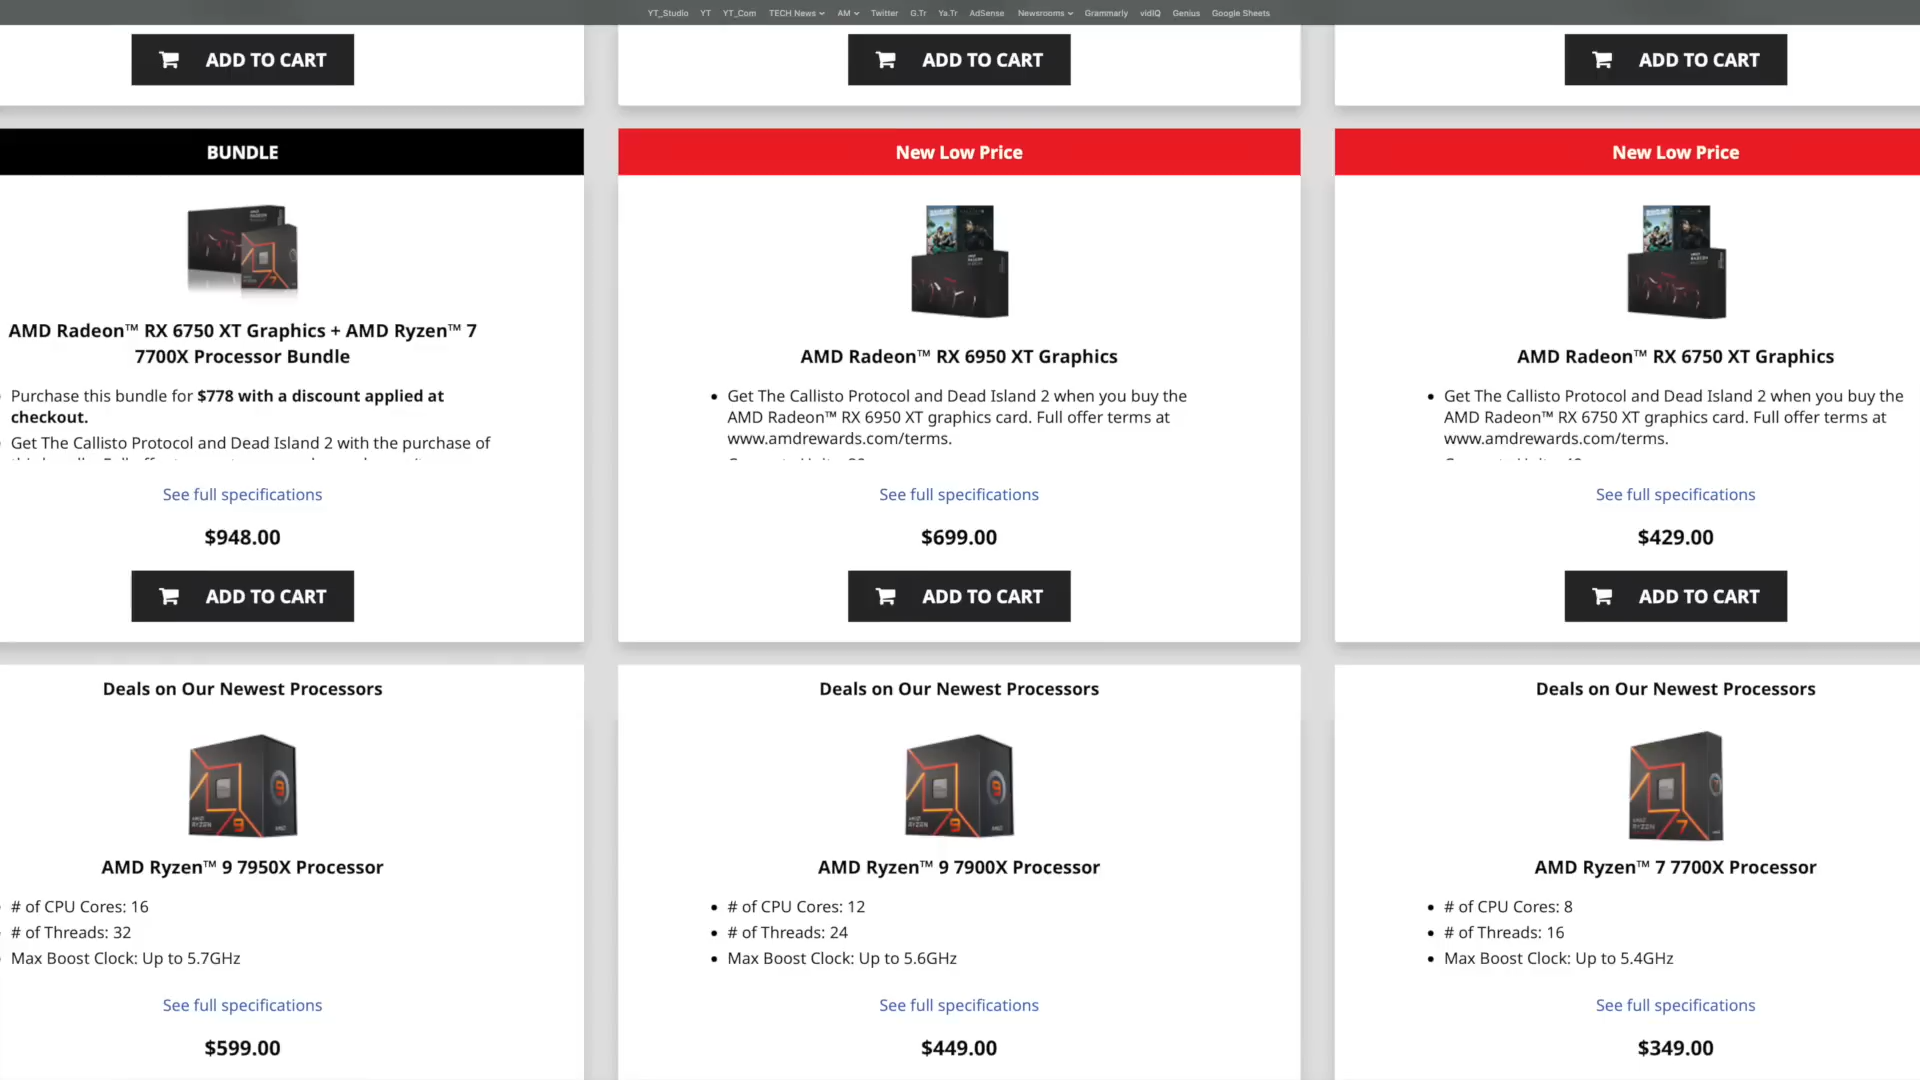 YT_Studio YT YT_Com TECH News AM Twitter G.Tr Ya.Tr AdSense Newsrooms Grammarly vidIQ Genius Google Sheets
ADD TO CART
ADD TO CART
ADD TO CART
BUNDLE
AMD Radeon™ RX 6750 XT Graphics + AMD Ryzen™ 7
7700X Processor Bundle
Purchase this bundle for $778 with a discount applied at
checkout.
Get The Callisto Protocol and Dead Island 2 with the purchase of
See full specifications
$948.00
ADD TO CART
New Low Price
AMD Radeon™ RX 6950 XT Graphics
Get The Callisto Protocol and Dead Island 2 when you buy the
AMD Radeon™ RX 6950 XT graphics card. Full offer terms at
www.amdrewards.com/terms.
See full specifications
$699.00
ADD TO CART
New Low Price
AMD Radeon™ RX 6750 XT Graphics
Get The Callisto Protocol and Dead Island 2 when you buy the
AMD Radeon™ RX 6750 XT graphics card. Full offer terms at
www.amdrewards.com/terms.
See full specifications
$429.00
ADD TO CART
Deals on Our Newest Processors
AMD
RYZEN 9
AMD Ryzen™ 9 7950X Processor
# of CPU Cores: 16
# of Threads: 32
Max Boost Clock: Up to 5.7GHz
See full specifications
$599.00
Deals on Our Newest Processors
AMD
RYZEN 9
AMD Ryzen™ 9 7900X Processor
# of CPU Cores: 12
# of Threads: 24
Max Boost Clock: Up to 5.6GHz
See full specifications
$449.00
Deals on Our Newest Processors
AMD
RYZEN 7
AMD Ryzen™ 7 7700X Processor
# of CPU Cores: 8
# of Threads: 16
Max Boost Clock: Up to 5.4GHz
See full specifications
$349.00